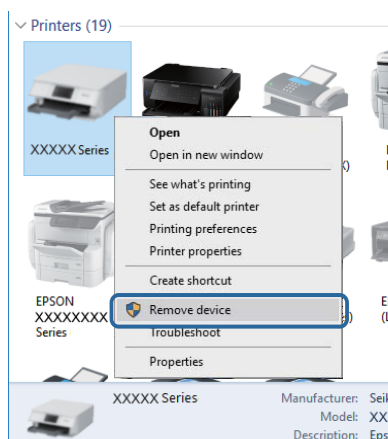 Printers (19)
XXXXX Series
Open
Open in new window
See what's printing
Set as default printer
Printing preferences
Printer properties
Create shortcut
Remove device
Troubleshoot
Properties
EPSON
XXXXXXXX
Series
XXXXX Series
Manufacturer:
Model:
Description: